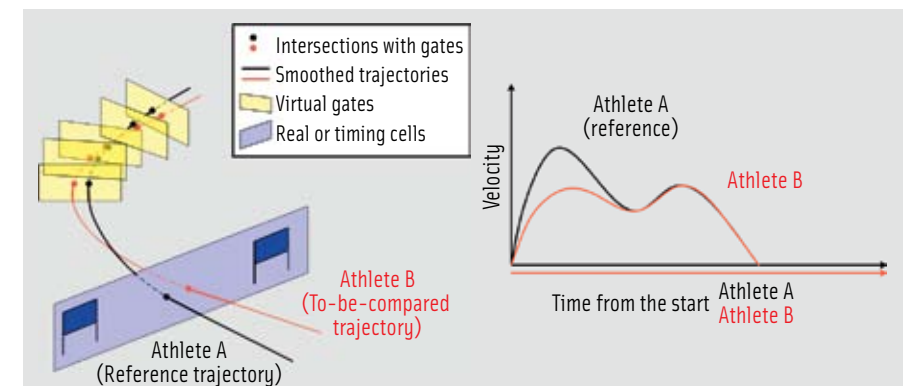 Intersections with gates
Smoothed trajectories
Virtual gates
Real or timing cells
Athlete B
(To-be-compared
trajectory)
Athlete A
(Reference trajectory)
Velocity
Athlete A
(reference)
Athlete B
Time from the start
Athlete A
Athlete B